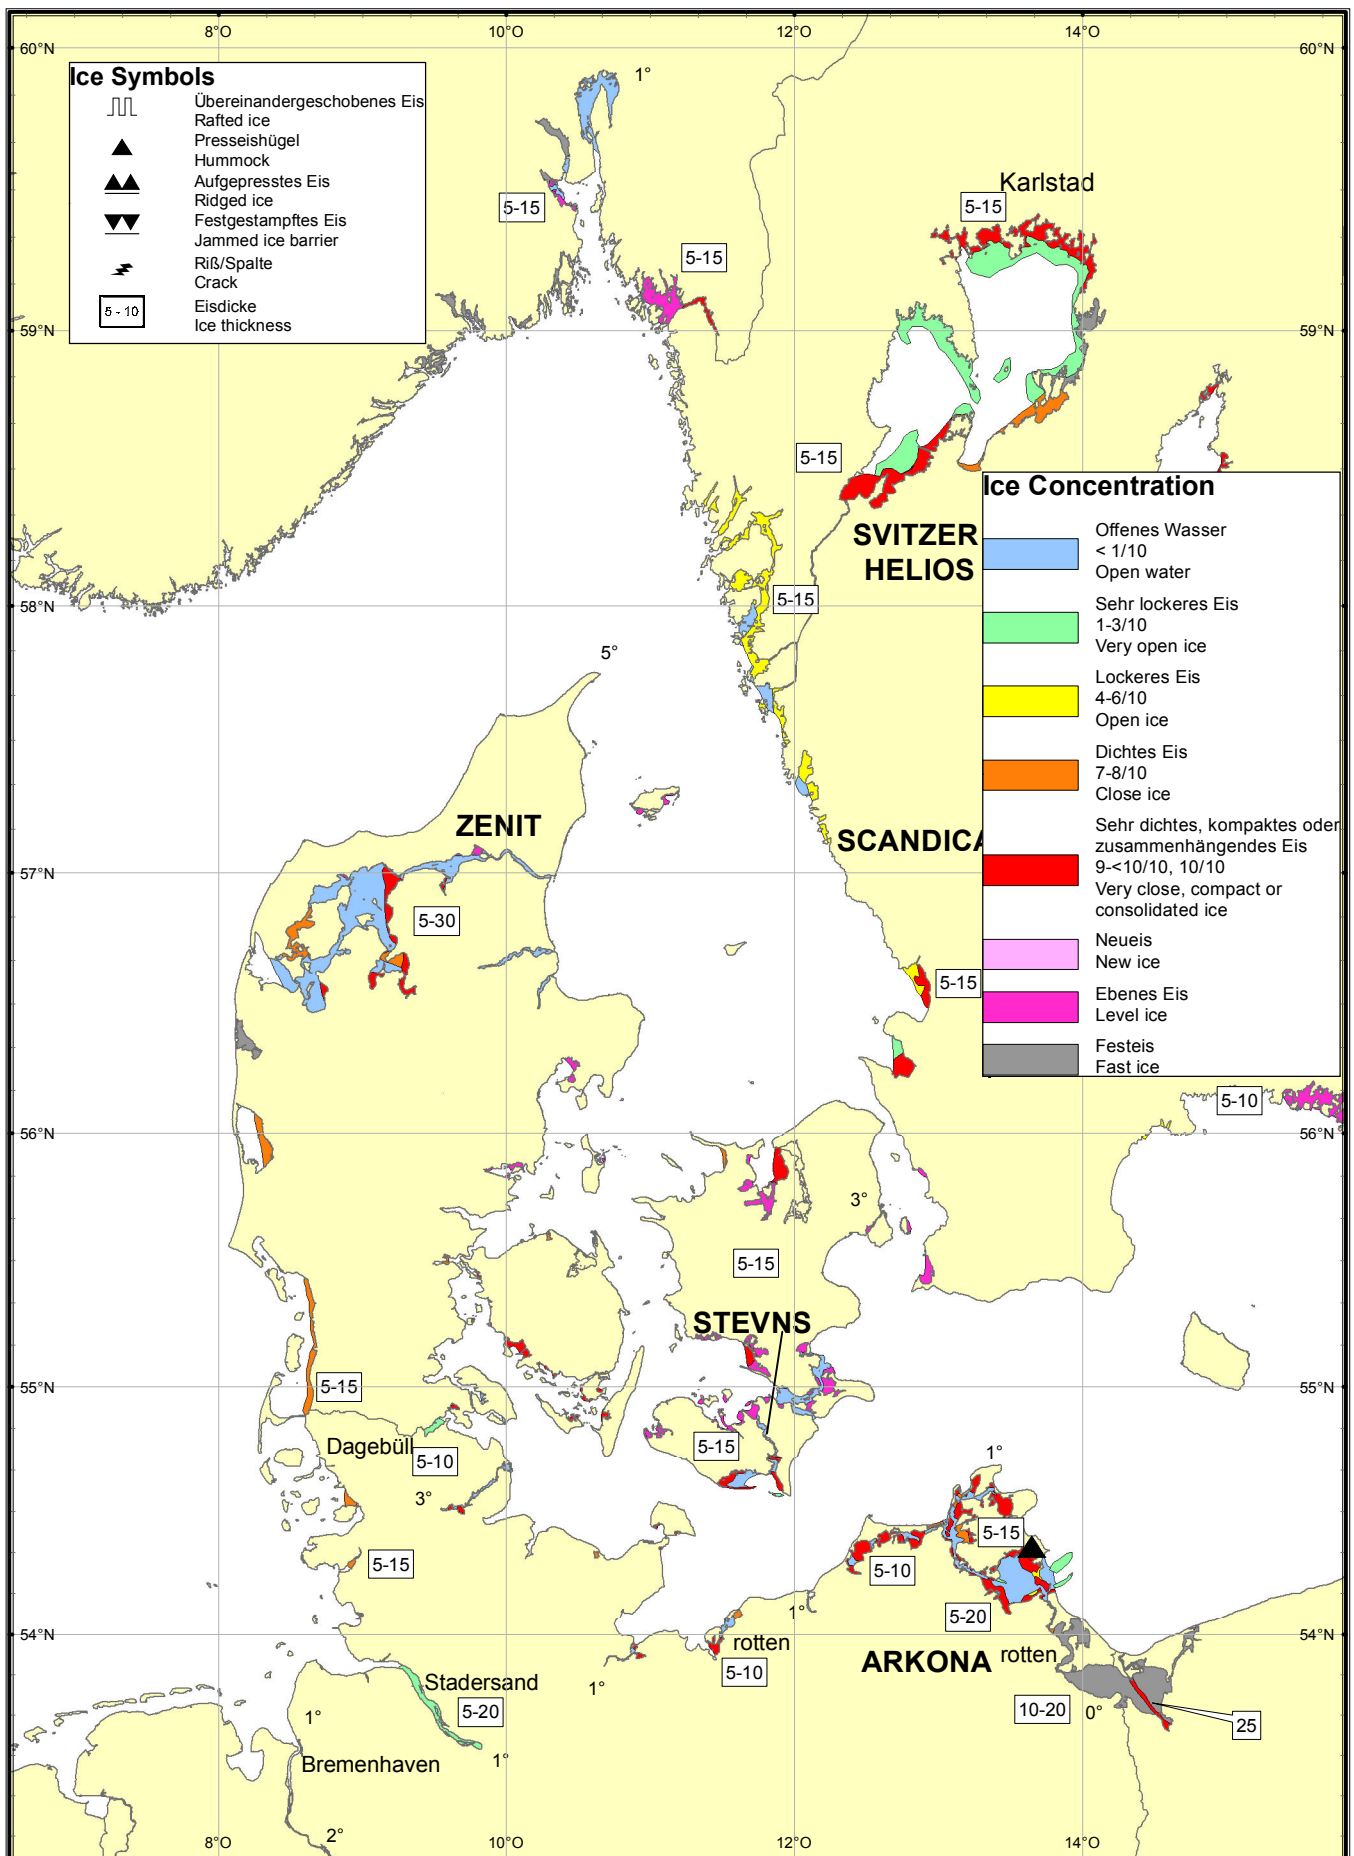 8°O
10°O
12°O
14°O
60°N
60°N
Ice Symbols
Übereinandergeschobenes Eis
Rafted ice
Presseishügel
Hummock
Aufgepresstes Eis
Ridged ice
Festgestampftes Eis
Jammed ice barrier
Riß/Spalte
Crack
5 - 10
Eisdicke
Ice thickness
1°
5-15
5-15
Karlstad
5-15
59°N
59°N
5-15
SVITZER
HELIOS
5-15
58°N
5°
Ice Concentration
Offenes Wasser
< 1/10
Open water
Sehr lockeres Eis
1-3/10
Very open ice
Lockeres Eis
4-6/10
Open ice
Dichtes Eis
7-8/10
Close ice
Sehr dichtes, kompaktes oder
zusammenhängendes Eis
9-<10/10, 10/10
Very close, compact or
consolidated ice
Neueis
New ice
Ebenes Eis
Level ice
Festeis
Fast ice
ZENIT
SCANDICA
57°N
5-30
5-15
5-10
56°N
56°N
3°
5-15
STEVNS
55°N
55°N
5-15
Dagebüll
5-10
5-15
3°
1°
5-15
5-15
5-10
5-20
1°
54°N
54°N
rotten
5-10
ARKONA
rotten
1°
Stadersand
5-20
10-20
0°
25
1°
Bremenhaven
1°
2°
8°O
10°O
12°O
14°O